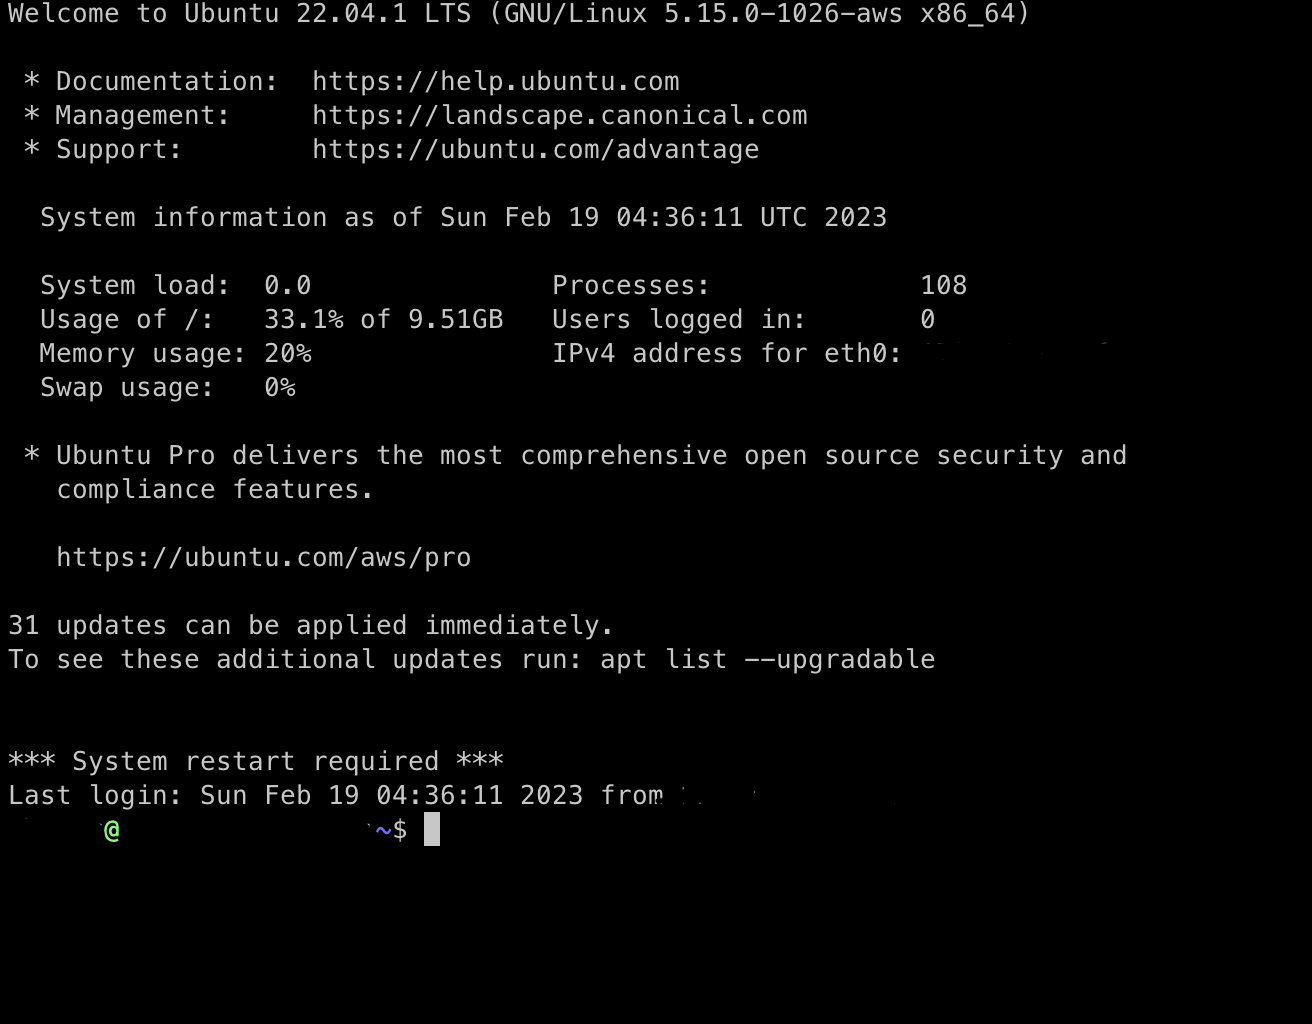 Welcome to Ubuntu 22.04.1 LTS (GNU/Linux 5.15.0-1026-aws x86_64)
* Documentation: https://help.ubuntu.com
* Management: https://landscape.canonical.com
* Support: https://ubuntu.com/advantage
System information as of Sun Feb 19 04:36:11 UTC 2023
System load: 0.0 Processes: 108
Usage of /: 33.1% of 9.51GB Users logged in: 0
Memory usage: 20% IPv4 address for eth0:
Swap usage: 0%
* Ubuntu Pro delivers the most comprehensive open source security and
compliance features.
https://ubuntu.com/aws/pro
31 updates can be applied immediately.
To see these additional updates run: apt list --upgradable
*** System restart required ***
Last login: Sun Feb 19 04:36:11 2023 from
@ ~$